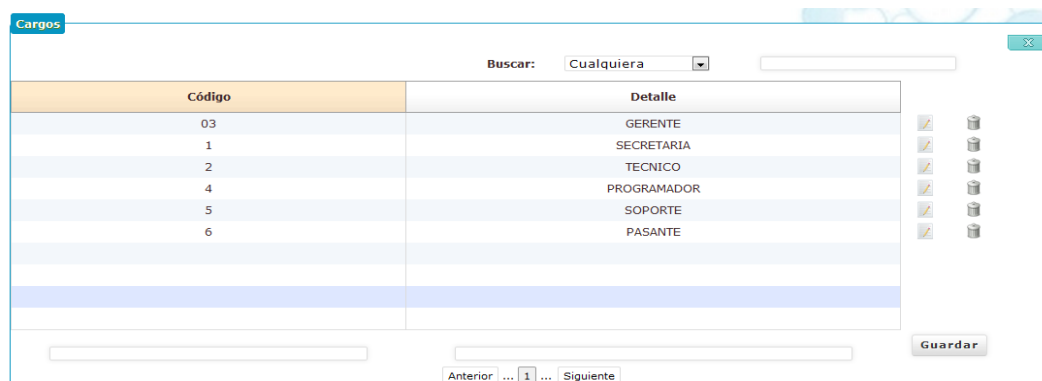 Cargos
X
Buscar: Cualquiera
Código Detalle
03 GERENTE
1 SECRETARIA
2 TECNICO
4 PROGRAMADOR
5 SOPORTE
6 PASANTE
Guardar
Anterior ... 1 ... Siguiente